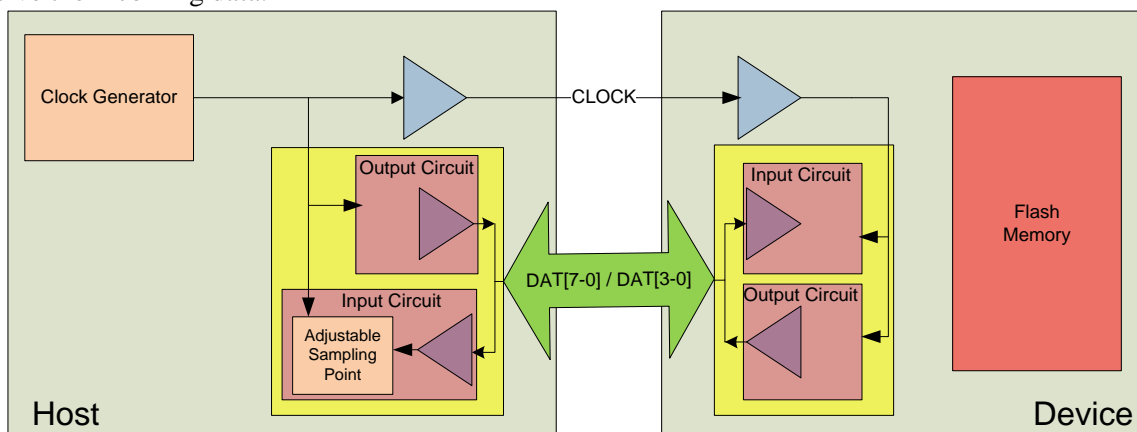 Clock Generator
CLOCK
Output Circuit
Input Circuit
Flash
Memory
DAT[7-0] / DAT[3-0]
Input Circuit
Output Circuit
Adjustable
Sampling
Point
Host
Device